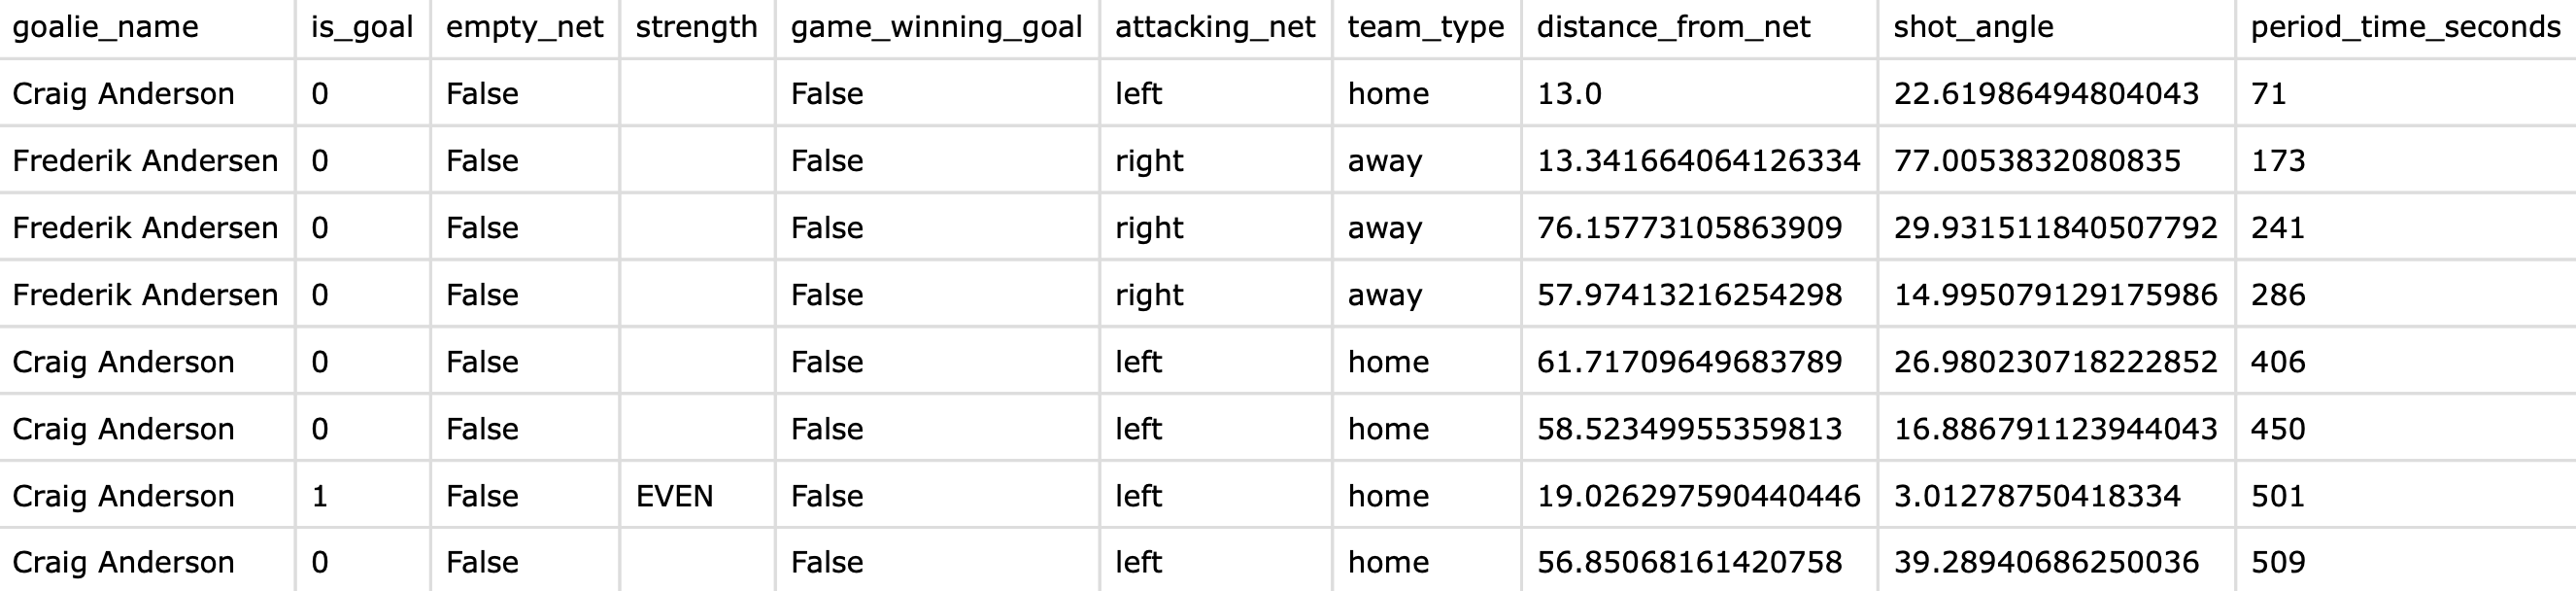 goalie_name is_goal empty_net strength game_winning_goal attacking_net team_type distance_from_net shot_angle period_time_seconds
Craig Anderson 0 False False left home 13.0 22.61986494804043 71
Frederik Andersen 0 False False right away 13.341664064126334 77.0053832080835 173
Frederik Andersen 0 False False right away 76.15773105863909 29.931511840507792 241
Frederik Andersen 0 False False right away 57.97413216254298 14.995079129175986 286
Craig Anderson 0 False False left home 61.71709649683789 26.980230718222852 406
Craig Anderson 0 False False left home 58.52349955359813 16.886791123944043 450
Craig Anderson 1 False EVEN False left home 19.026297590440446 3.01278750418334 501
Craig Anderson 0 False False left home 56.85068161420758 39.28940686250036 509